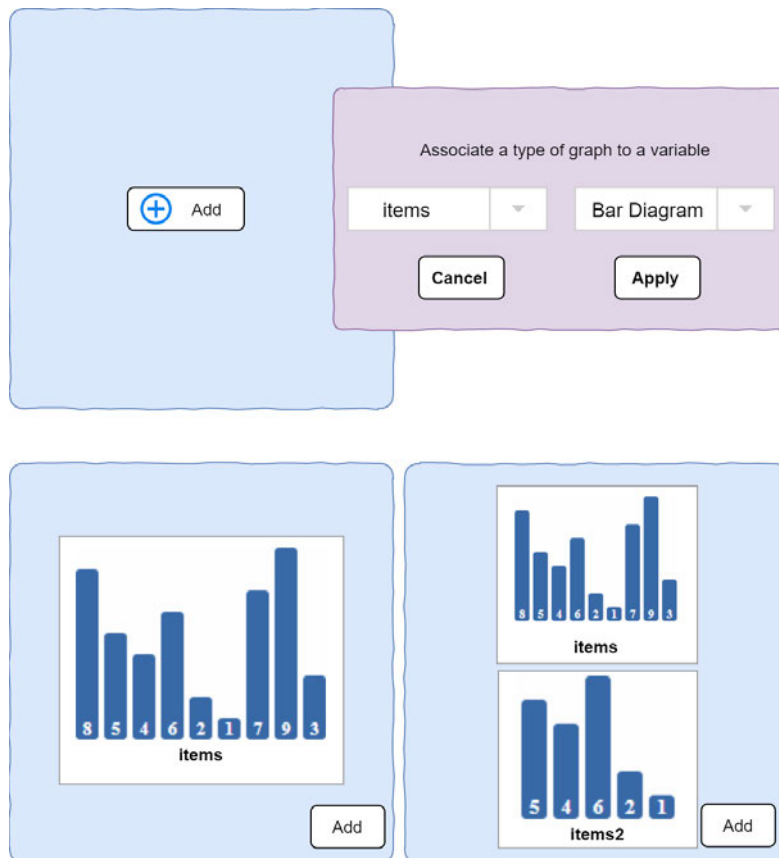 Add
Associate a type of graph to a variable
items Bar Diagram
Cancel Apply
8 5 4 6 2 1 7 9 3
items
Add
8 5 4 6 2 1 7 9 3
items
5 4 6 2 1
items2
Add